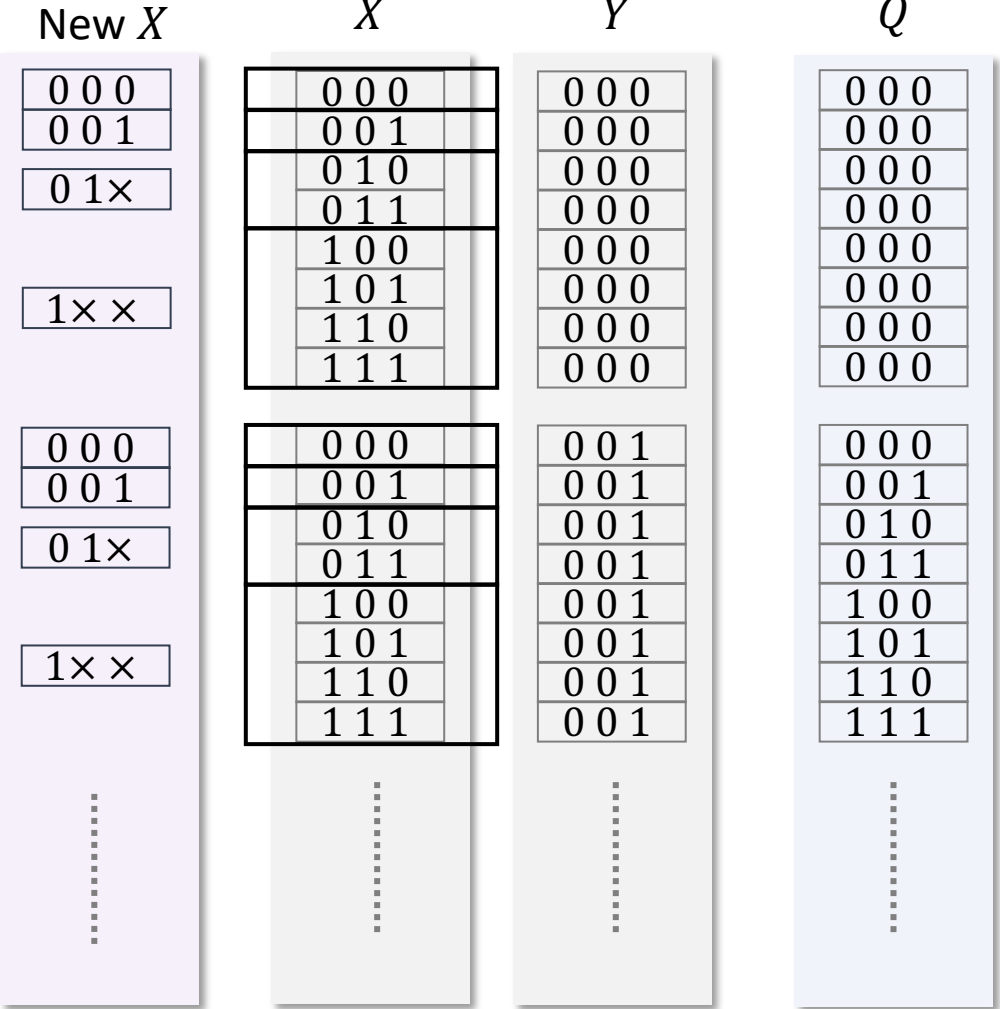 New X X Y Q
0 0 0 0 0 0 0 0 0 0 0 0
0 0 1 0 0 1 0 0 0 0 0 0
0 1× 0 1 0 0 0 0 0 0 0
0 1 1 0 0 0 0 0 0
1 0 0 0 0 0 0 0 0
1× × 1 0 1 0 0 0 0 0 0
1 1 0 0 0 0 0 0 0
1 1 1 0 0 0 0 0 0
0 0 0 0 0 0 0 0 1 0 0 0
0 0 1 0 0 1 0 0 1 0 0 1
0 1× 0 1 0 0 0 1 0 1 0
0 1 1 0 0 1 0 1 1
1 0 0 0 0 1 1 0 0
1× × 1 0 1 0 0 1 1 0 1
1 1 0 0 0 1 1 1 0
1 1 1 0 0 1 1 1 1